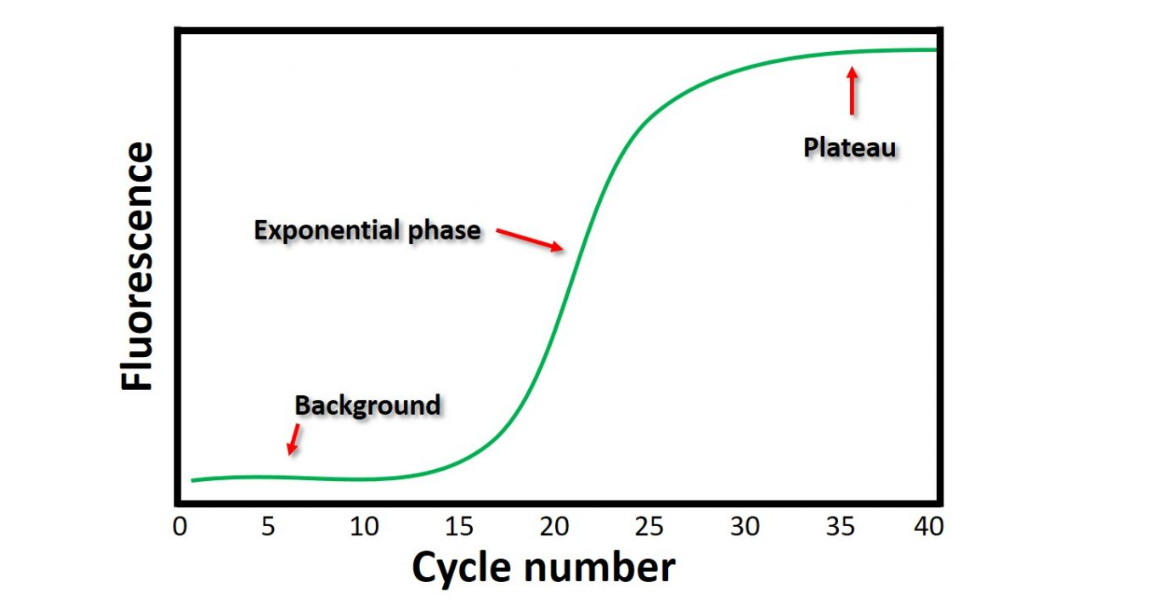 Plateau
Exponential phase
Fluorescence
Background
0 5 10 15 20 25 30 35 40
Cycle number